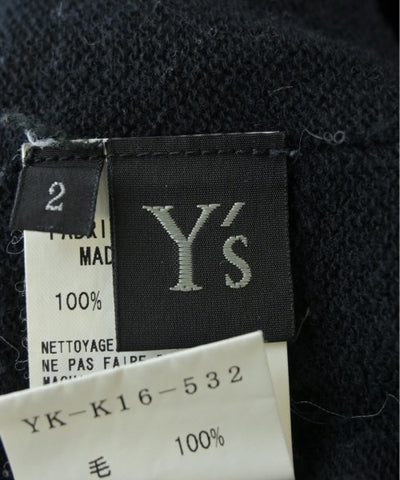 2
Y's
MAD
100%
NETTOYAGE
NE PAS FAIRE
YK-K16-532
毛 100%